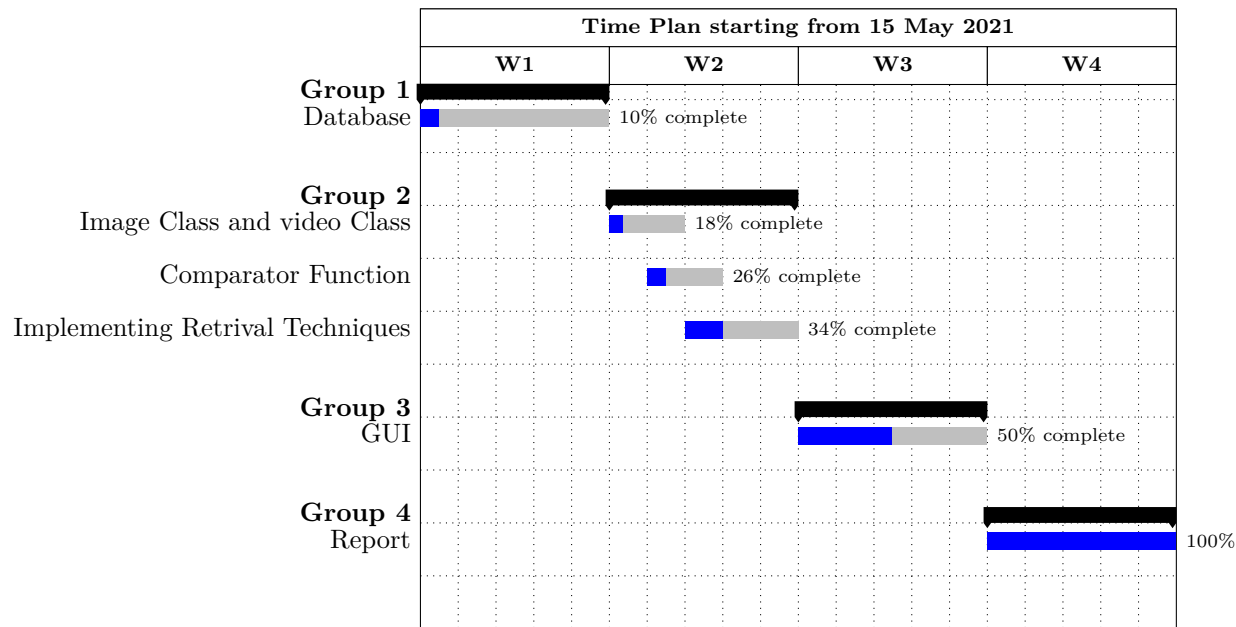 Time Plan starting from 15 May 2021
W1 W2 W3 W4
Group 1
Database 10% complete
Group 2
Image Class and video Class 18% complete
Comparator Function 26% complete
Implementing Retrival Techniques 34% complete
Group 3
GUI 50% complete
Group 4
Report 100%